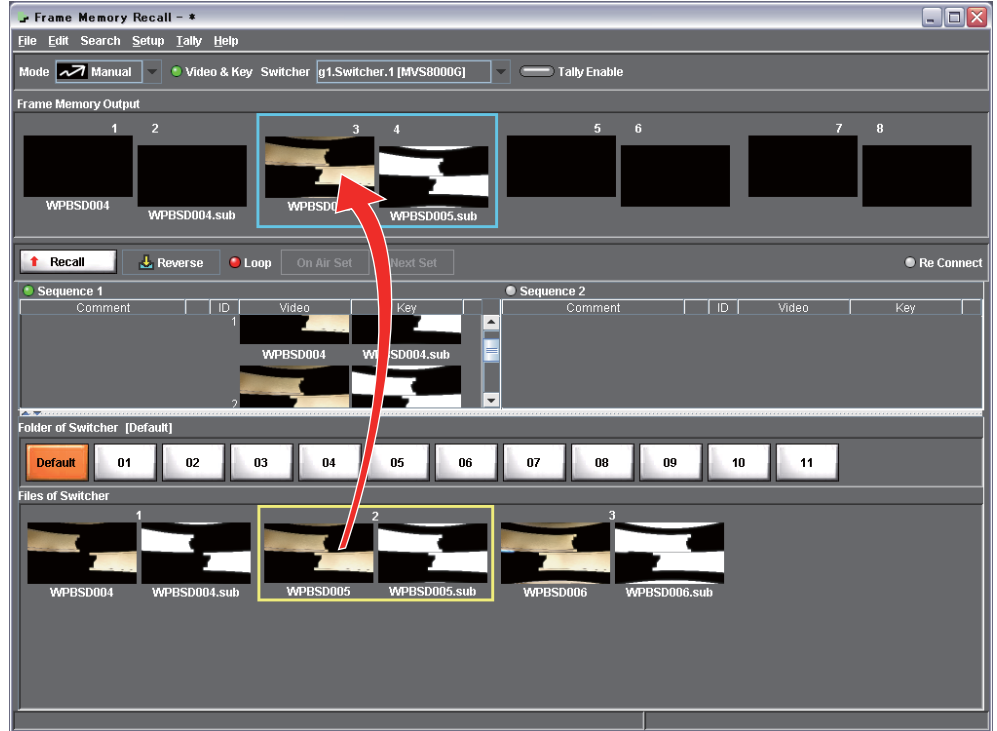 Frame Memory Recall - *
File Edit Search Setup Tally Help
Mode Manual Video & Key Switcher g1.Switcher.1 [MVS8000G] Tally Enable
Frame Memory Output
1 2 3 4 5 6 7 8
WPBSD004 WPBSD004.sub WPBSD0 WPBSD005.sub
Recall Reverse Loop On Air Set Next Set Re Connect
Sequence 1 Sequence 2
Comment ID Video Key Comment ID Video Key
1
WPBSD004 WPBSD004.sub
2
Folder of Switcher [Default]
Default 01 02 03 04 05 06 07 08 09 10 11
Files of Switcher
1 2 3
WPBSD004 WPBSD004.sub WPBSD005 WPBSD005.sub WPBSD006 WPBSD006.sub